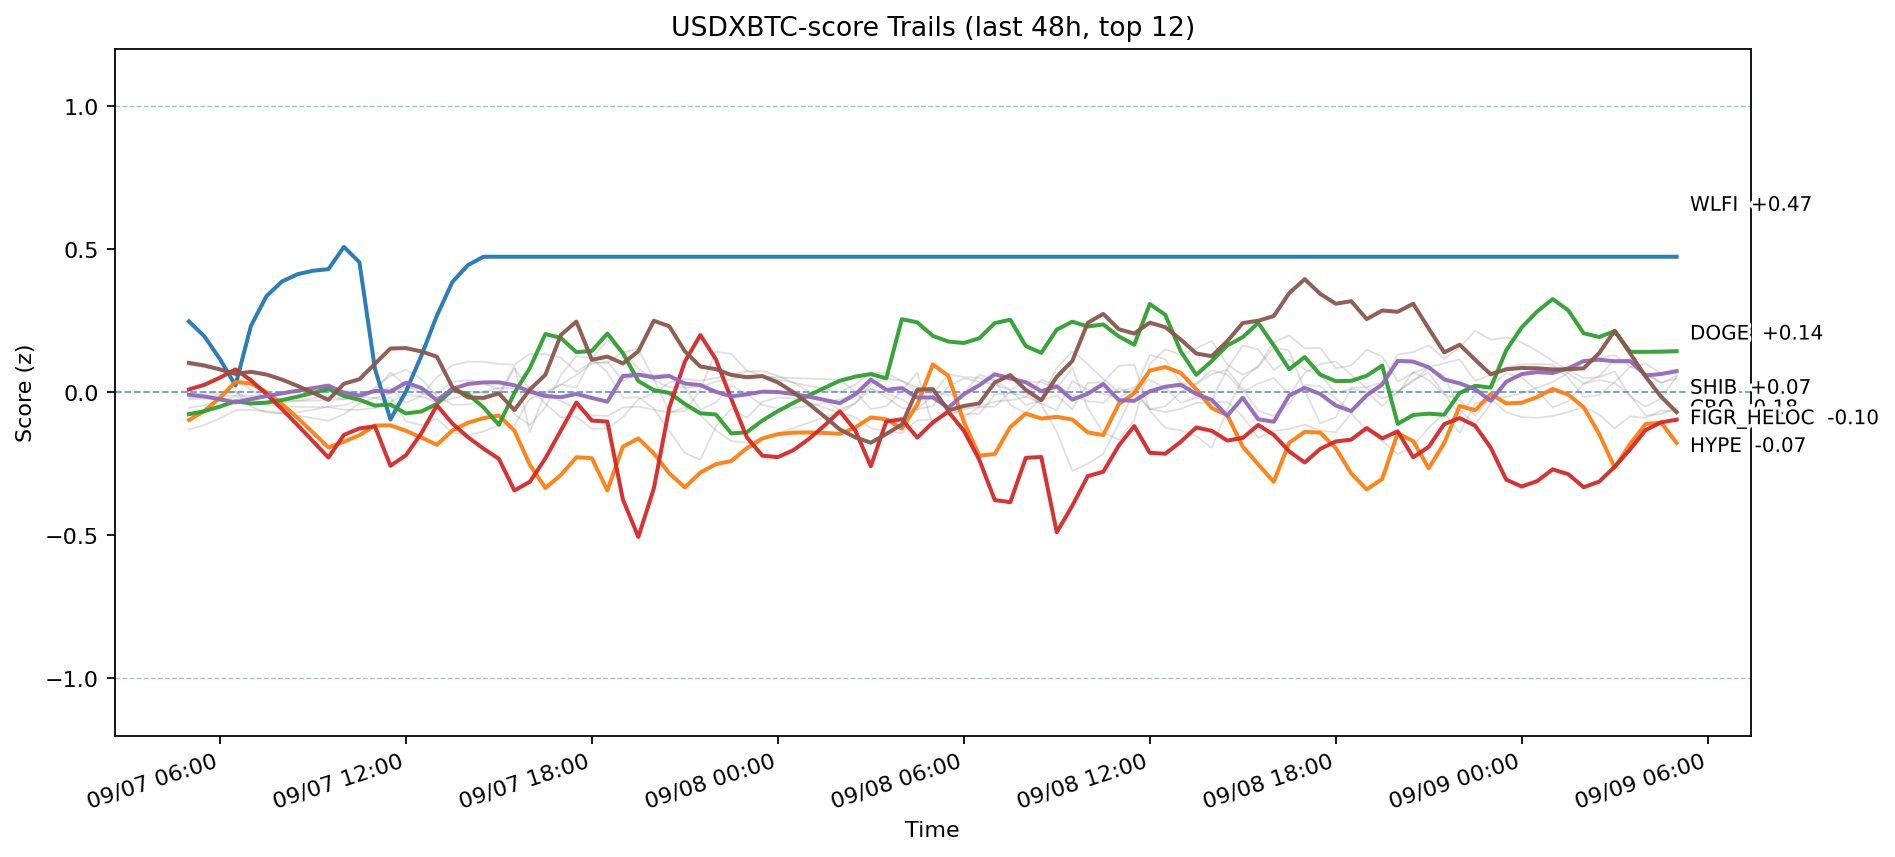 USDXBTC-score Trails (last 48h, top 12)
Score (z)
1.0
0.5
0.0
−0.5
−1.0
WLFI +0.47
DOGE +0.14
SHIB +0.07
FIGR_HELOC -0.10
HYPE -0.07
09/07 06:00
09/07 12:00
09/07 18:00
09/08 00:00
09/08 06:00
09/08 12:00
09/08 18:00
09/09 00:00
09/09 06:00
Time